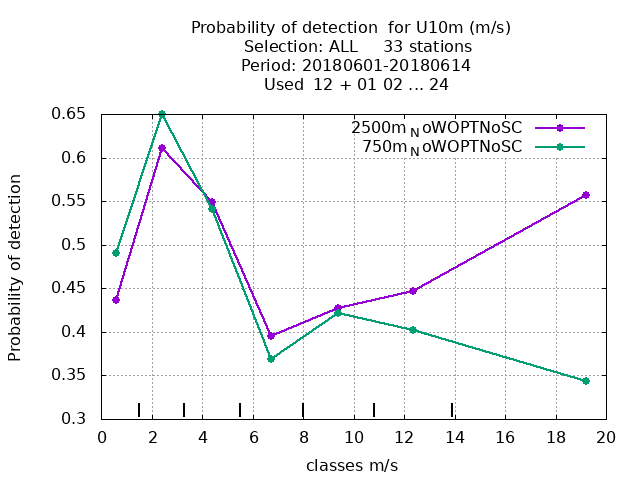 Probability of detection  for U10m (m/s)
Selection: ALL     33 stations
Period: 20180601-20180614
Used  12 + 01 02 ... 24
2500m_NoWOPTNoSC
750m_NoWOPTNoSC
Probability of detection
0.65
0.6
0.55
0.5
0.45
0.4
0.35
0.3
0 2 4 6 8 10 12 14 16 18 20
classes m/s